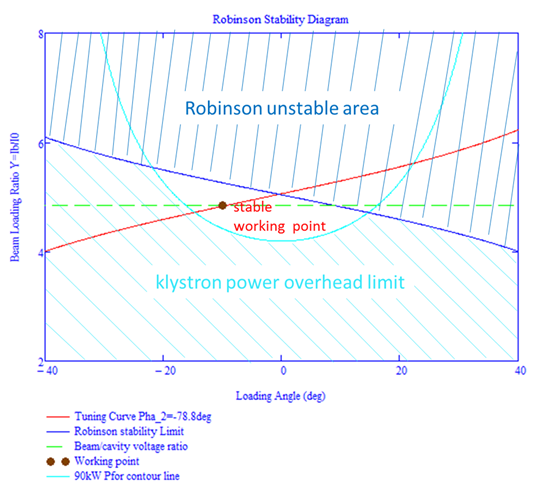 Robinson Stability Diagram
8
Robinson unstable area
6
Beam Loading Ratio Y=Ib/I0
stable
working point
4
klystron power overhead limit
2
−40
−20
0
20
40
Loading Angle (deg)
Tuning Curve Pha_2=-78.8deg
Robinson stability Limit
Beam/cavity voltage ratio
Working point
90kW Pfor contour line